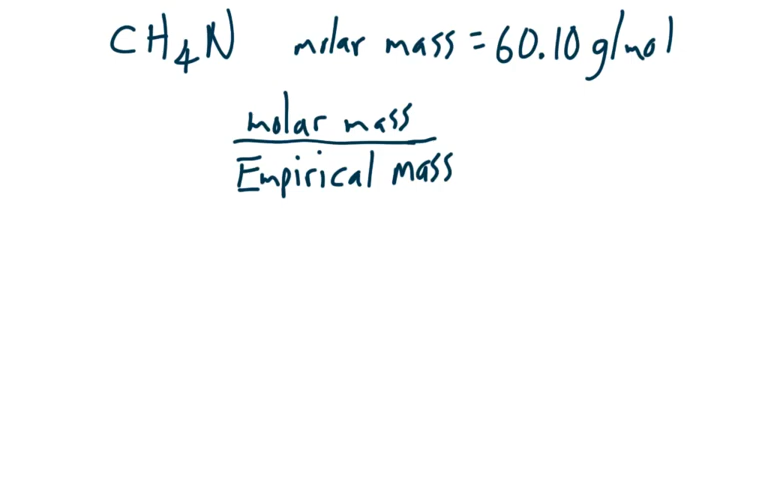 CH₄N molar mass = 60.10 g/mol
molar mass
Empirical mass